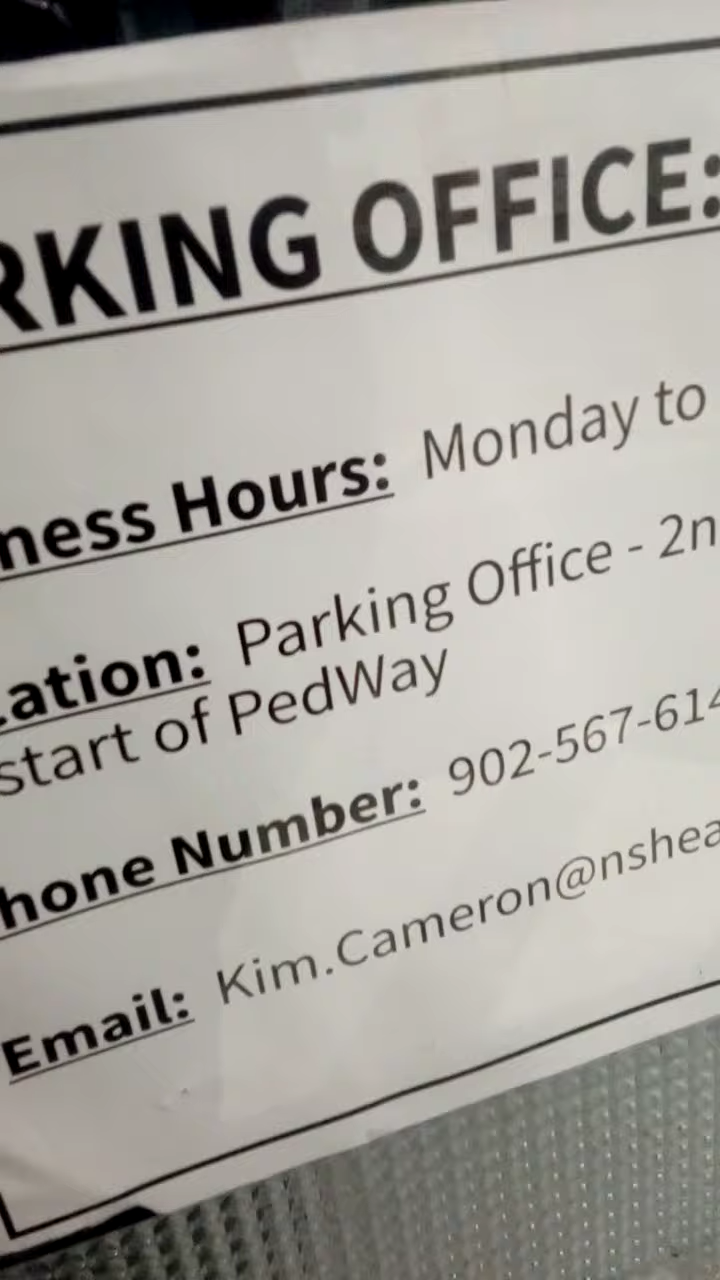 RKING OFFICE:
ness Hours: Monday to
ation: Parking Office - 2n
start of PedWay
hone Number: 902-567-614
Email: Kim.Cameron@nshea